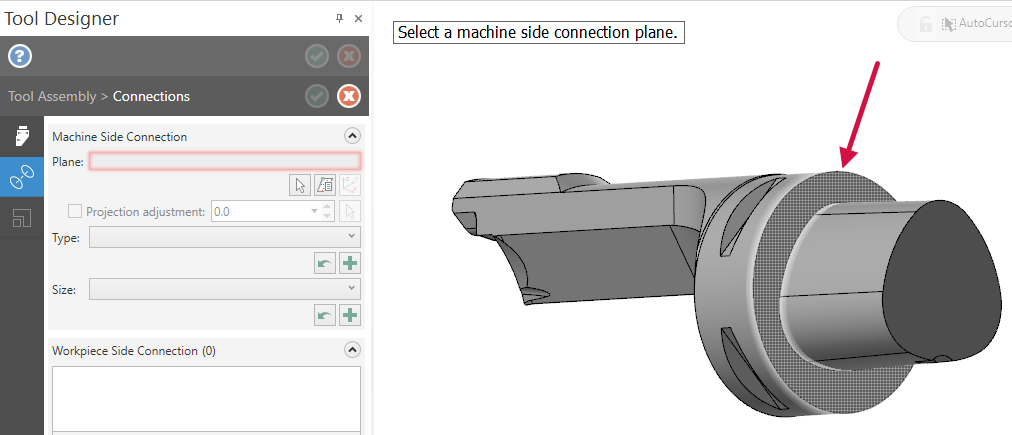 Tool Designer
?
Tool Assembly > Connections
Machine Side Connection
Plane:
Projection adjustment: 0.0
Type:
Size:
Workpiece Side Connection (0)
Select a machine side connection plane.
AutoCurso